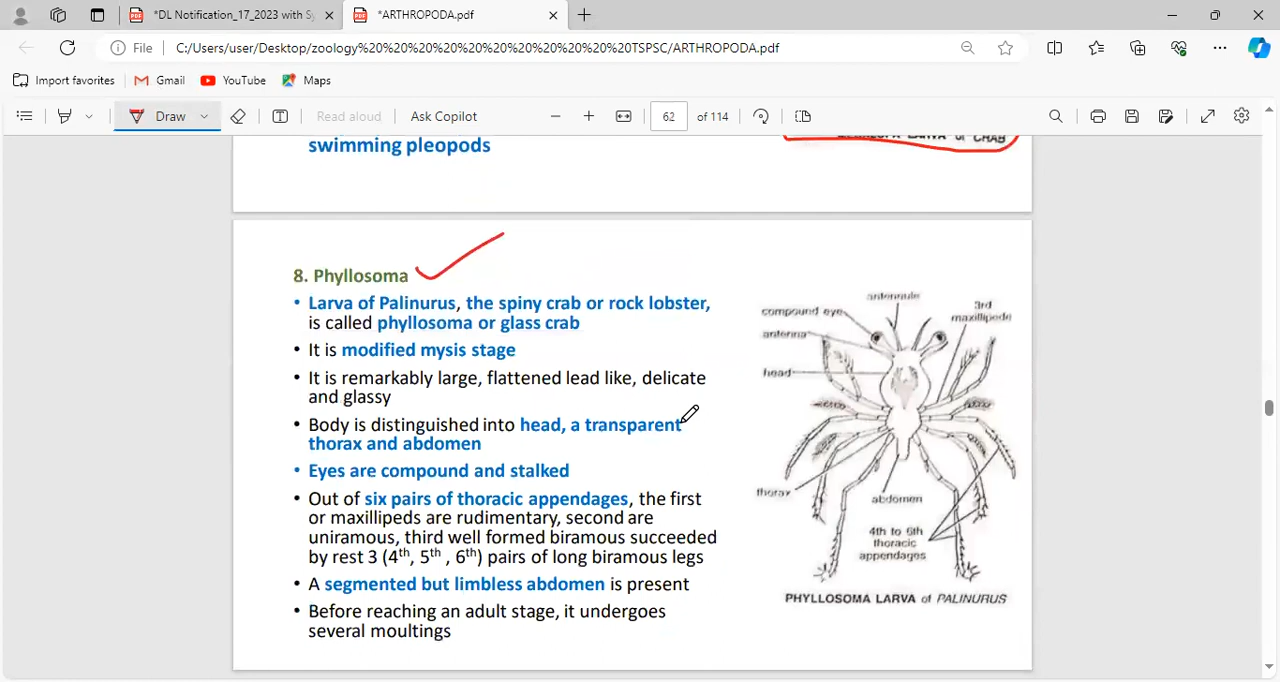 *DL Notification_17_2023 with Sy
*ARTHROPODA.pdf
File
C:/Users/user/Desktop/zoology%20%20%20%20%20%20%20%20%20%20TSPSC/ARTHROPODA.pdf
Import favorites
Gmail
YouTube
Maps
Draw
Read aloud
Ask Copilot
62
of 114
swimming pleopods
MEGALOPA LARVA of CRAB
8. Phyllosoma
• Larva of Palinurus, the spiny crab or rock lobster,
is called phyllosoma or glass crab
• It is modified mysis stage
• It is remarkably large, flattened lead like, delicate
and glassy
• Body is distinguished into head, a transparent
thorax and abdomen
• Eyes are compound and stalked
• Out of six pairs of thoracic appendages, the first
or maxillipeds are rudimentary, second are
uniramous, third well formed biramous succeeded
by rest 3 (4th, 5th , 6th) pairs of long biramous legs
• A segmented but limbless abdomen is present
• Before reaching an adult stage, it undergoes
several moultings
antennule
compound eye
3rd
maxillipede
antenna
head
thorax
abdomen
4th to 6th
thoracic
appendages
PHYLLOSOMA LARVA of PALINURUS